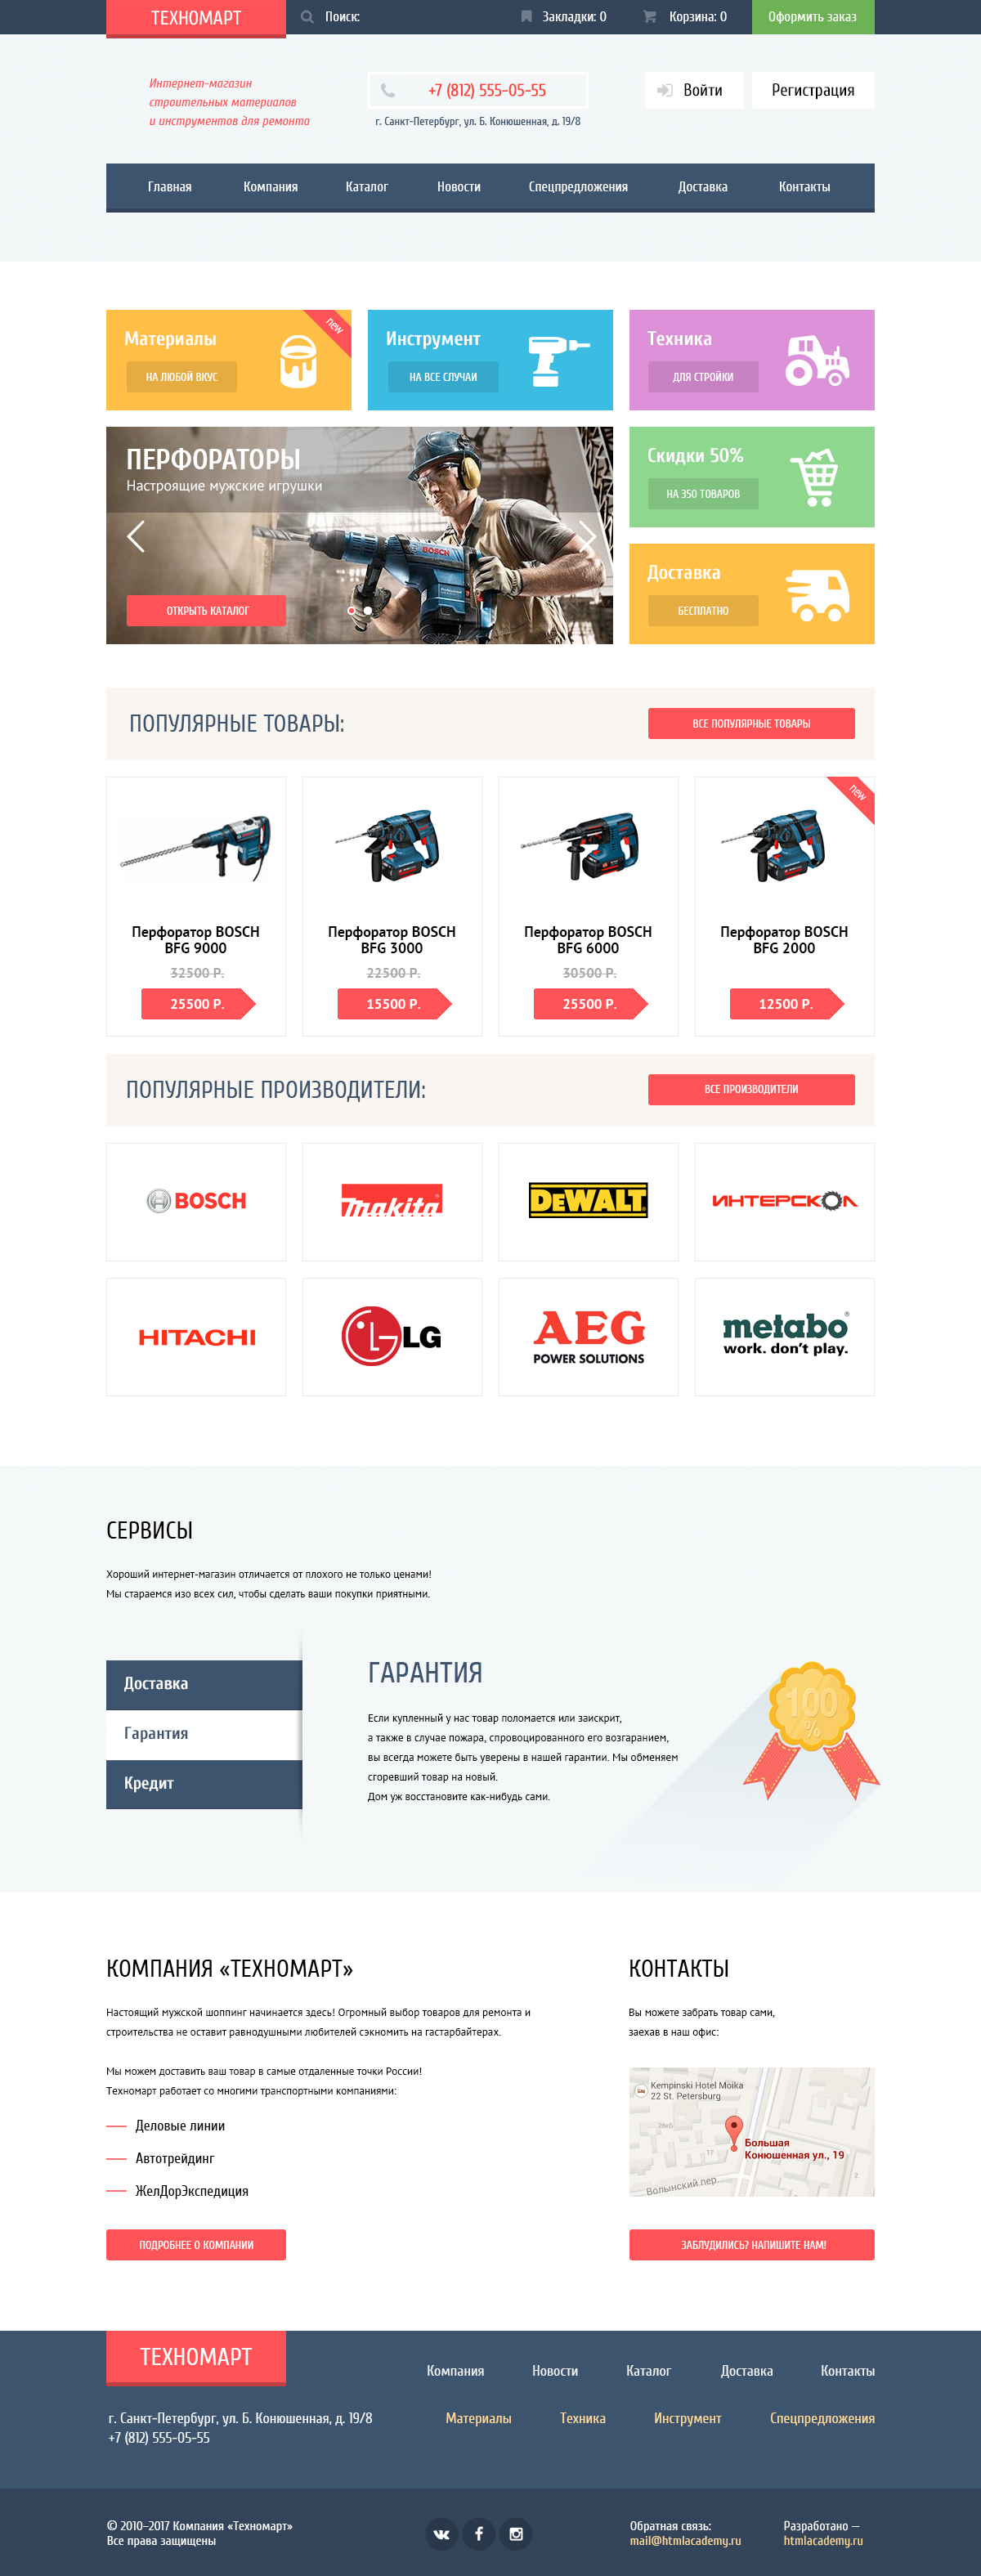 ТЕХНОМАРТ
Поиск:
Закладки: 0
Корзина: 0
Оформить заказ
Интернет-магазин
строительных материалов
и инструментов для ремонта
+7 (812) 555-05-55
г. Санкт-Петербург, ул. Б. Конюшенная, д. 19/8
Войти
Регистрация
Главная
Компания
Каталог
Новости
Спецпредложения
Доставка
Контакты
Материалы
НА ЛЮБОЙ ВКУС
new
Инструмент
НА ВСЕ СЛУЧАИ
Техника
ДЛЯ СТРОЙКИ
ПЕРФОРАТОРЫ
Настроящие мужские игрушки
BOSCH
ОТКРЫТЬ КАТАЛОГ
Скидки 50%
НА 350 ТОВАРОВ
Доставка
БЕСПЛАТНО
ПОПУЛЯРНЫЕ ТОВАРЫ:
ВСЕ ПОПУЛЯРНЫЕ ТОВАРЫ
Перфоратор BOSCH
BFG 9000
32500 Р.
25500 Р.
Перфоратор BOSCH
BFG 3000
22500 Р.
15500 Р.
Перфоратор BOSCH
BFG 6000
30500 Р.
25500 Р.
new
Перфоратор BOSCH
BFG 2000
12500 Р.
ПОПУЛЯРНЫЕ ПРОИЗВОДИТЕЛИ:
ВСЕ ПРОИЗВОДИТЕЛИ
BOSCH
makita
DEWALT
ИНТЕРСКОЛ
HITACHI
LG
AEG
POWER SOLUTIONS
metabo®
work. don't play.
СЕРВИСЫ
Хороший интернет-магазин отличается от плохого не только ценами!
Мы стараемся изо всех сил, чтобы сделать ваши покупки приятными.
Доставка
Гарантия
Кредит
ГАРАНТИЯ
Если купленный у нас товар поломается или заискрит,
а также в случае пожара, спровоцированного его возгаранием,
вы всегда можете быть уверены в нашей гарантии. Мы обменяем
сгоревший товар на новый.
Дом уж восстановите как-нибудь сами.
100
%
КОМПАНИЯ «ТЕХНОМАРТ»
Настоящий мужской шоппинг начинается здесь! Огромный выбор товаров для ремонта и
строительства не оставит равнодушными любителей сэкномить на гастарбайтерах.
Мы можем доставить ваш товар в самые отдаленные точки России!
Техномарт работает со многими транспортными компаниями:
Деловые линии
Автотрейдинг
ЖелДорЭкспедиция
ПОДРОБНЕЕ О КОМПАНИИ
КОНТАКТЫ
Вы можете забрать товар сами,
заехав в наш офис:
Kempinski Hotel Moika
22 St. Petersburg
16к5
17
2
Большая
Конюшенная ул., 19
Волынский пер.
ЗАБЛУДИЛИСЬ? НАПИШИТЕ НАМ!
ТЕХНОМАРТ
Компания
Новости
Каталог
Доставка
Контакты
г. Санкт-Петербург, ул. Б. Конюшенная, д. 19/8
+7 (812) 555-05-55
Материалы
Техника
Инструмент
Спецпредложения
© 2010–2017 Компания «Техномарт»
Все права защищены
Обратная связь:
mail@htmlacademy.ru
Разработано —
htmlacademy.ru